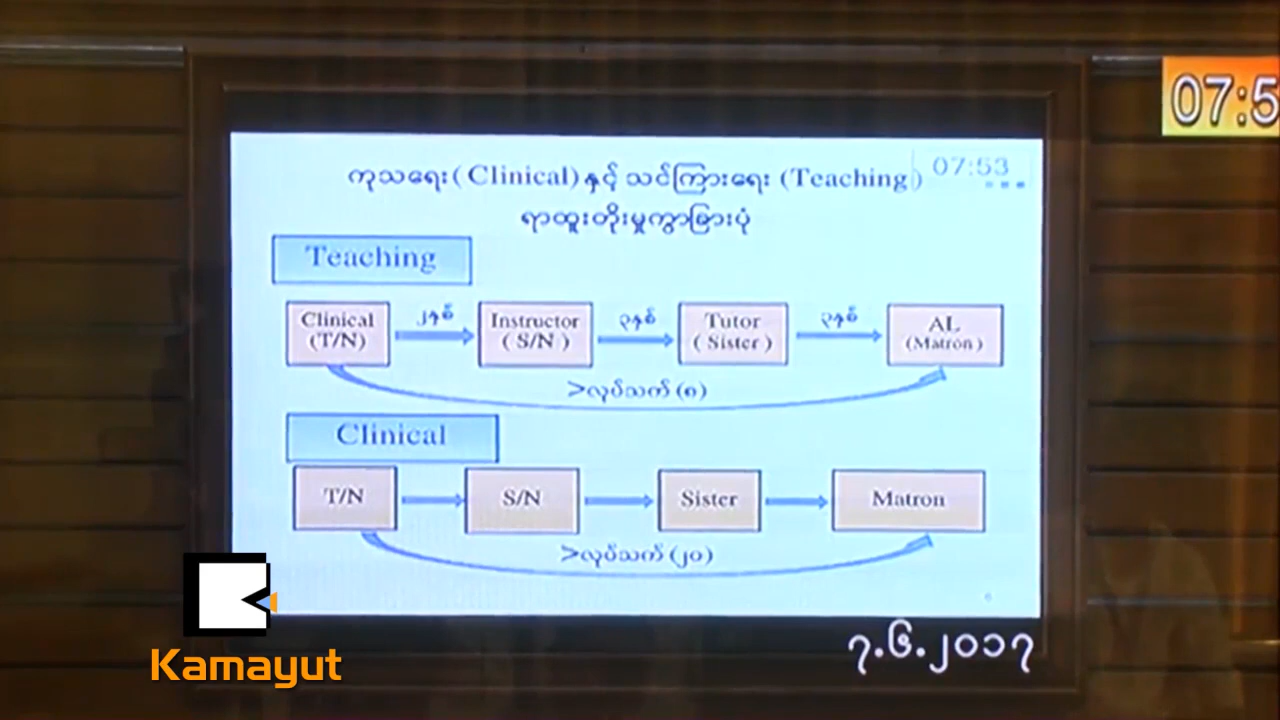 07:5
07:53
ကုသရေး(Clinical)နှင့် သင်ကြားရေး (Teaching)
ရာထူးတိုးမှုကွာခြားပုံ
Teaching
Clinical
(T/N)
၂နှစ်
Instructor
(S/N)
၃နှစ်
Tutor
(Sister)
၃နှစ်
AL
(Matron)
>လုပ်သက်(၈)
Clinical
T/N
S/N
Sister
Matron
>လုပ်သက်(၂၀)
6
၇.၆.၂၀၁၇
Kamayut